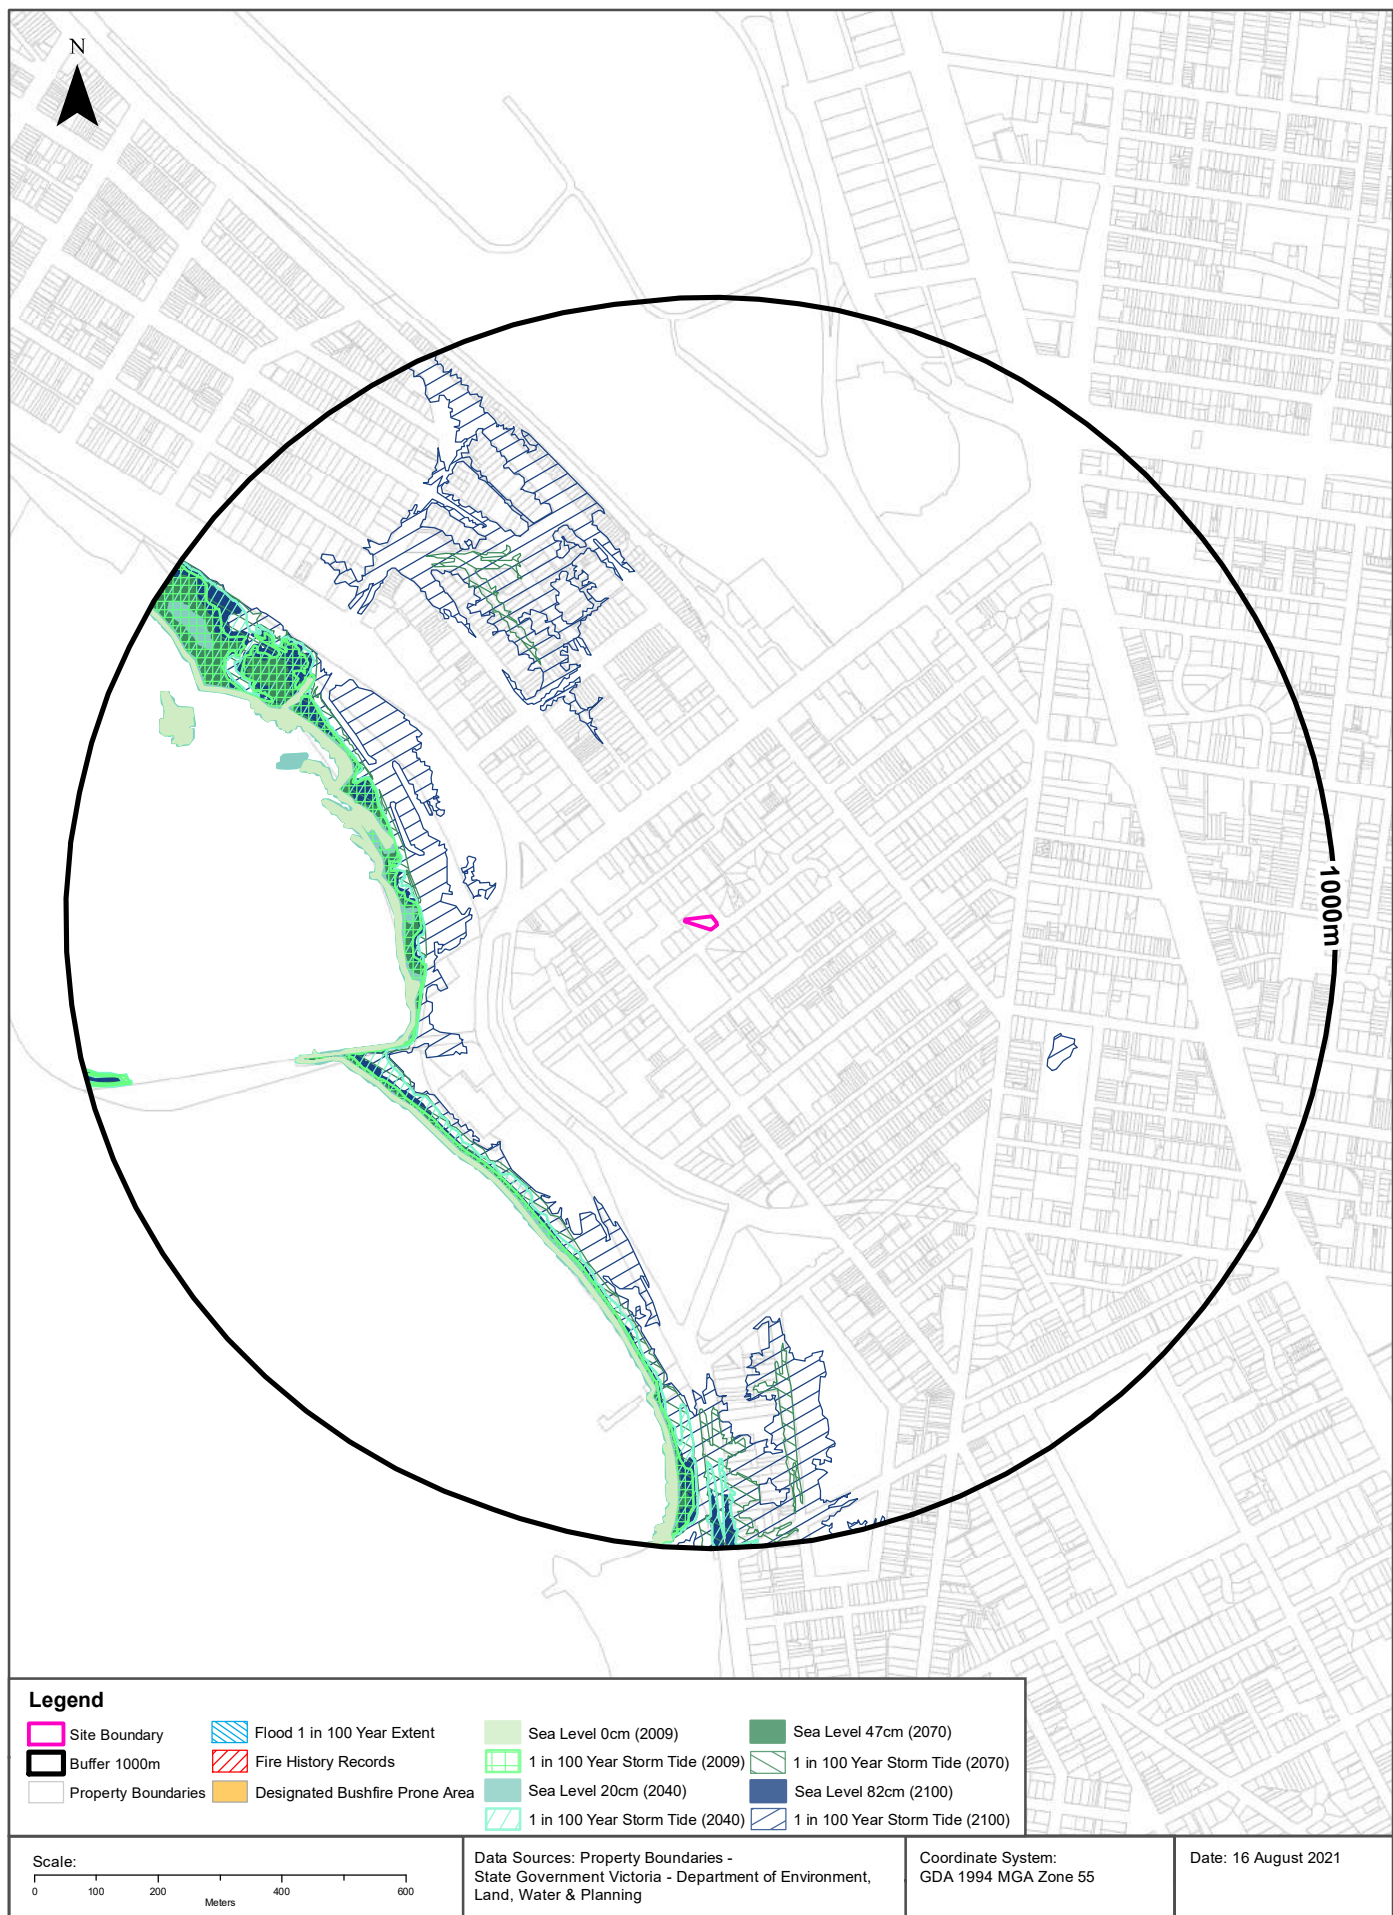 N
1000m
Legend
Site Boundary
Buffer 1000m
Property Boundaries
Flood 1 in 100 Year Extent
Fire History Records
Designated Bushfire Prone Area
Sea Level 0cm (2009)
1 in 100 Year Storm Tide (2009)
Sea Level 20cm (2040)
1 in 100 Year Storm Tide (2040)
Sea Level 47cm (2070)
1 in 100 Year Storm Tide (2070)
Sea Level 82cm (2100)
1 in 100 Year Storm Tide (2100)
Scale:
0 100 200 400 600
Meters
Data Sources: Property Boundaries -
State Government Victoria - Department of Environment,
Land, Water & Planning
Coordinate System:
GDA 1994 MGA Zone 55
Date: 16 August 2021